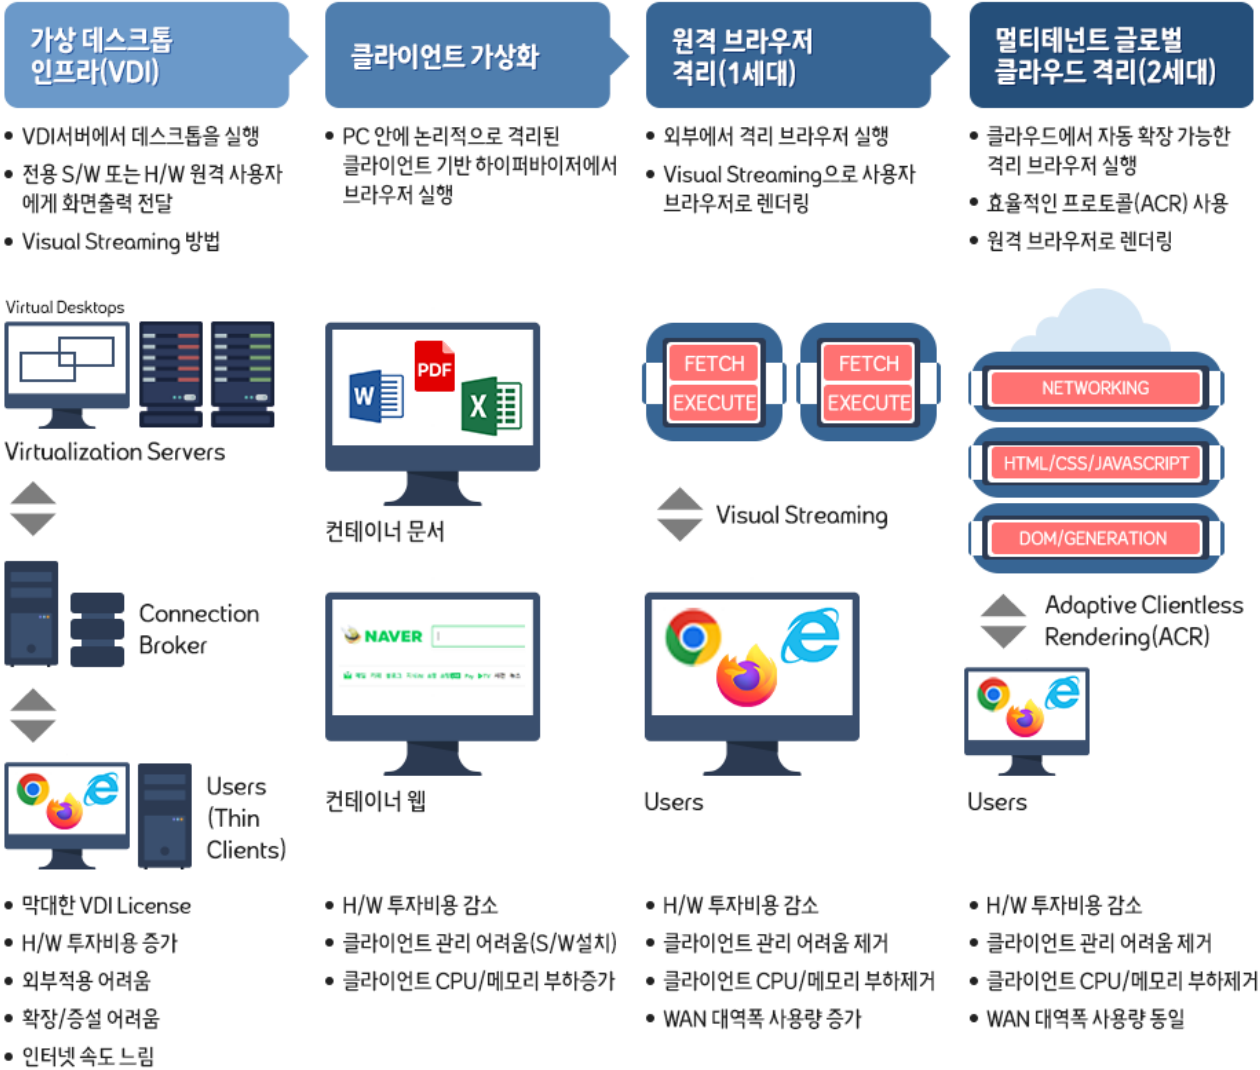 가상 데스크톱
인프라(VDI)
클라이언트 가상화
원격 브라우저
격리(1세대)
멀티테넌트 글로벌
클라우드 격리(2세대)
• VDI서버에서 데스크톱을 실행
• 전용 S/W 또는 H/W 원격 사용자
에게 화면출력 전달
• Visual Streaming 방법
• PC 안에 논리적으로 격리된
클라이언트 기반 하이퍼바이저에서
브라우저 실행
• 외부에서 격리 브라우저 실행
• Visual Streaming으로 사용자
브라우저로 렌더링
• 클라우드에서 자동 확장 가능한
격리 브라우저 실행
• 효율적인 프로토콜(ACR) 사용
• 원격 브라우저로 렌더링
Virtual Desktops
Virtualization Servers
Connection
Broker
Users
(Thin
Clients)
W
PDF
X
컨테이너 문서
NAVER
컨테이너 웹
FETCH
EXECUTE
FETCH
EXECUTE
Visual Streaming
Users
NETWORKING
HTML/CSS/JAVASCRIPT
DOM/GENERATION
Adaptive Clientless
Rendering(ACR)
Users
• 막대한 VDI License
• H/W 투자비용 증가
• 외부적용 어려움
• 확장/증설 어려움
• 인터넷 속도 느림
• H/W 투자비용 감소
• 클라이언트 관리 어려움(S/W설치)
• 클라이언트 CPU/메모리 부하증가
• H/W 투자비용 감소
• 클라이언트 관리 어려움 제거
• 클라이언트 CPU/메모리 부하제거
• WAN 대역폭 사용량 증가
• H/W 투자비용 감소
• 클라이언트 관리 어려움 제거
• 클라이언트 CPU/메모리 부하제거
• WAN 대역폭 사용량 동일